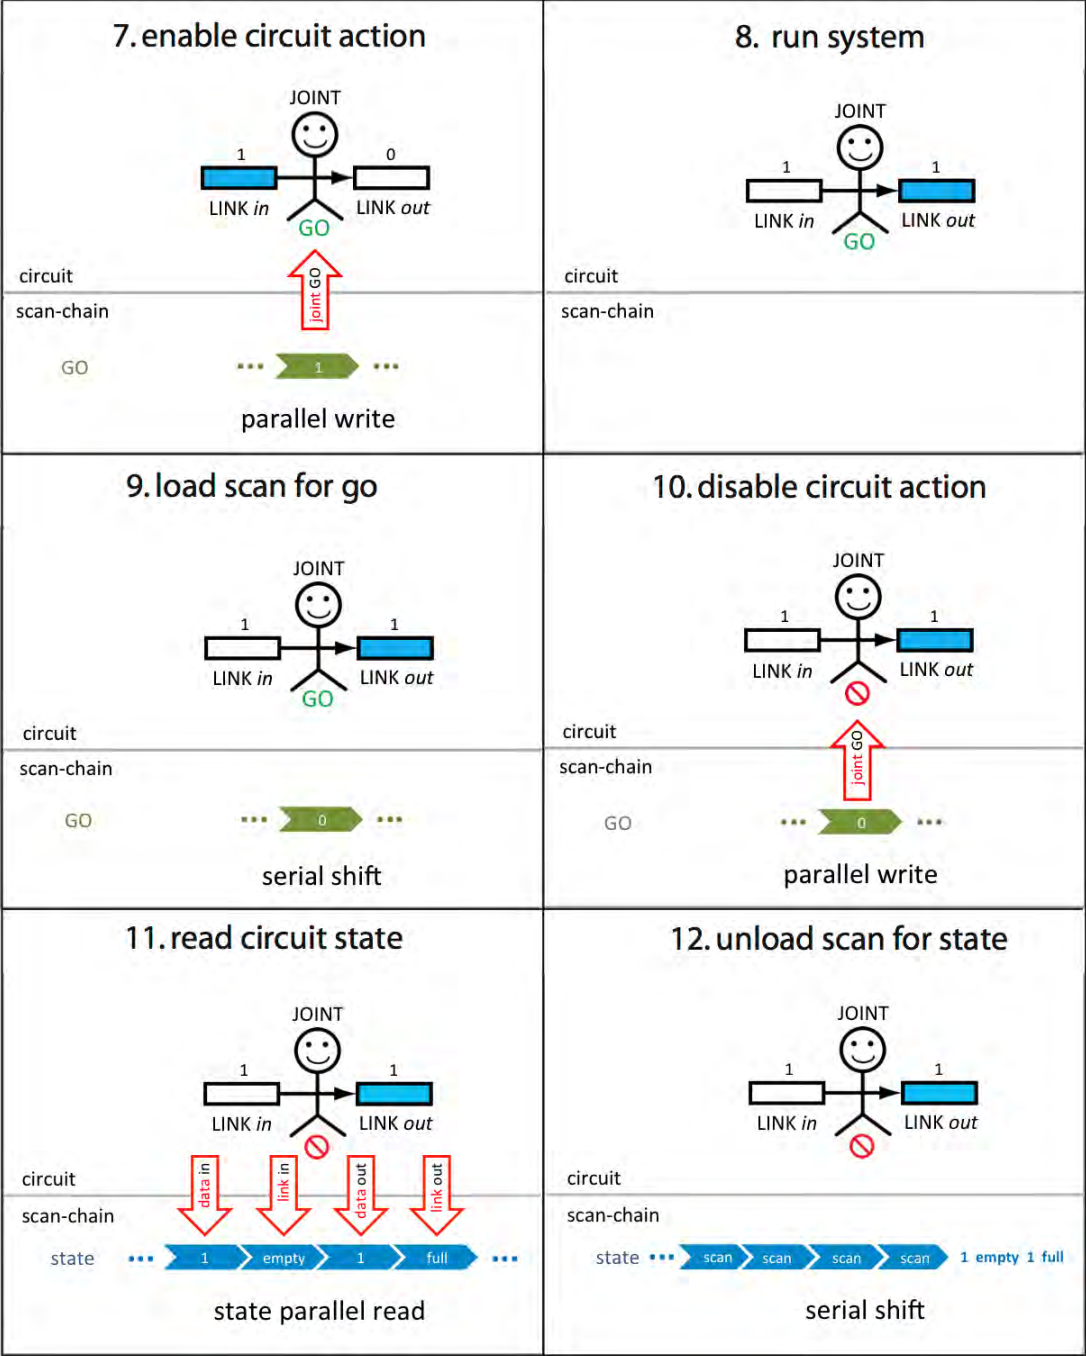 7. enable circuit action
JOINT
1 0
LINK in LINK out
GO
circuit
joint GO
scan-chain
GO ... 1 ...
parallel write
8. run system
JOINT
1 1
LINK in LINK out
GO
circuit
scan-chain
9. load scan for go
JOINT
1 1
LINK in LINK out
GO
circuit
scan-chain
GO ... 0 ...
serial shift
10. disable circuit action
JOINT
1 1
LINK in LINK out
circuit
joint GO
scan-chain
GO ... 0 ...
parallel write
11. read circuit state
JOINT
1 1
LINK in LINK out
circuit
data in link in data out link out
scan-chain
state ... 1 empty 1 full ...
state parallel read
12. unload scan for state
JOINT
1 1
LINK in LINK out
circuit
scan-chain
state ... scan scan scan scan 1 empty 1 full
serial shift